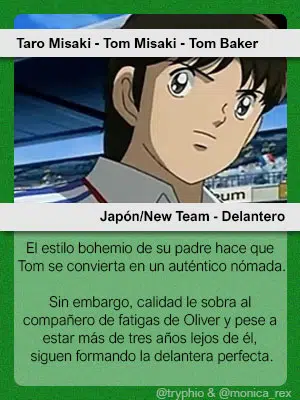 Taro Misaki - Tom Misaki - Tom Baker
um
Japón/New Team - Delantero
El estilo bohemio de su padre hace que
Tom se convierta en un auténtico nómada.
Sin embargo, calidad le sobra al
compañero de fatigas de Oliver y pese a
estar más de tres años lejos de él,
siguen formando la delantera perfecta.
@tryphio & @monica_rex